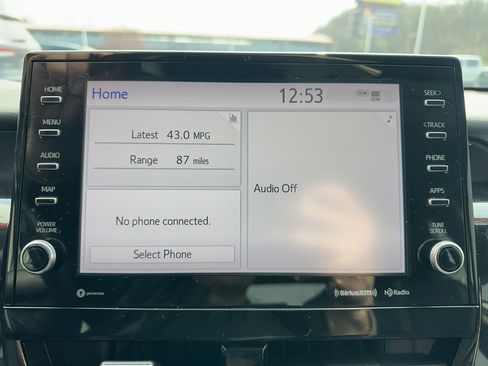 HOME
MENU
AUDIO
MAP
POWER
VOLUME
Home
12:53
DCM
Latest 43.0 MPG
Range 87 miles
No phone connected.
Select Phone
Audio Off
SEEK>
<TRACK
PHONE
APPS
TUNE
SCROLL
((SiriusXM))
HD Radio